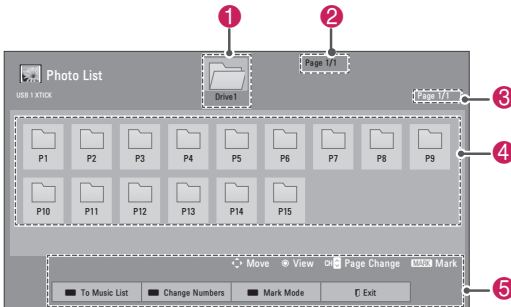 1
2
Page 1/1
Photo List
USB 1 XTICK
Drive1
Page 1/1
3
P1 P2 P3 P4 P5 P6 P7 P8 P9
4
P10 P11 P12 P13 P14 P15
Move View CH Page Change MARK Mark
To Music List Change Numbers Mark Mode Exit
5